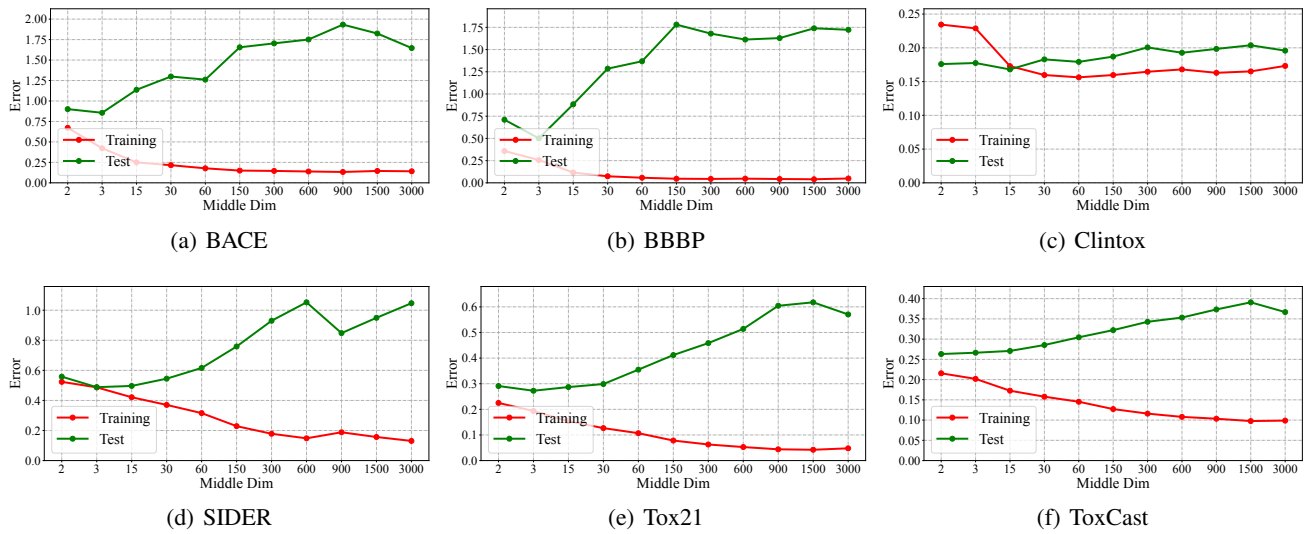 2.00
1.75
1.50
1.25
1.00
0.75
0.50
0.25
0.00
Error
Training
Test
2 3 15 30 60 150 300 600 900 1500 3000
Middle Dim
(a) BACE
1.75
1.50
1.25
1.00
0.75
0.50
0.25
0.00
Error
Training
Test
2 3 15 30 60 150 300 600 900 1500 3000
Middle Dim
(b) BBBP
0.25
0.20
0.15
0.10
0.05
0.00
Error
Training
Test
2 3 15 30 60 150 300 600 900 1500 3000
Middle Dim
(c) Clintox
1.0
0.8
0.6
0.4
0.2
0.0
Error
Training
Test
2 3 15 30 60 150 300 600 900 1500 3000
Middle Dim
(d) SIDER
0.6
0.5
0.4
0.3
0.2
0.1
0.0
Error
Training
Test
2 3 15 30 60 150 300 600 900 1500 3000
Middle Dim
(e) Tox21
0.40
0.35
0.30
0.25
0.20
0.15
0.10
0.05
0.00
Error
Training
Test
2 3 15 30 60 150 300 600 900 1500 3000
Middle Dim
(f) ToxCast